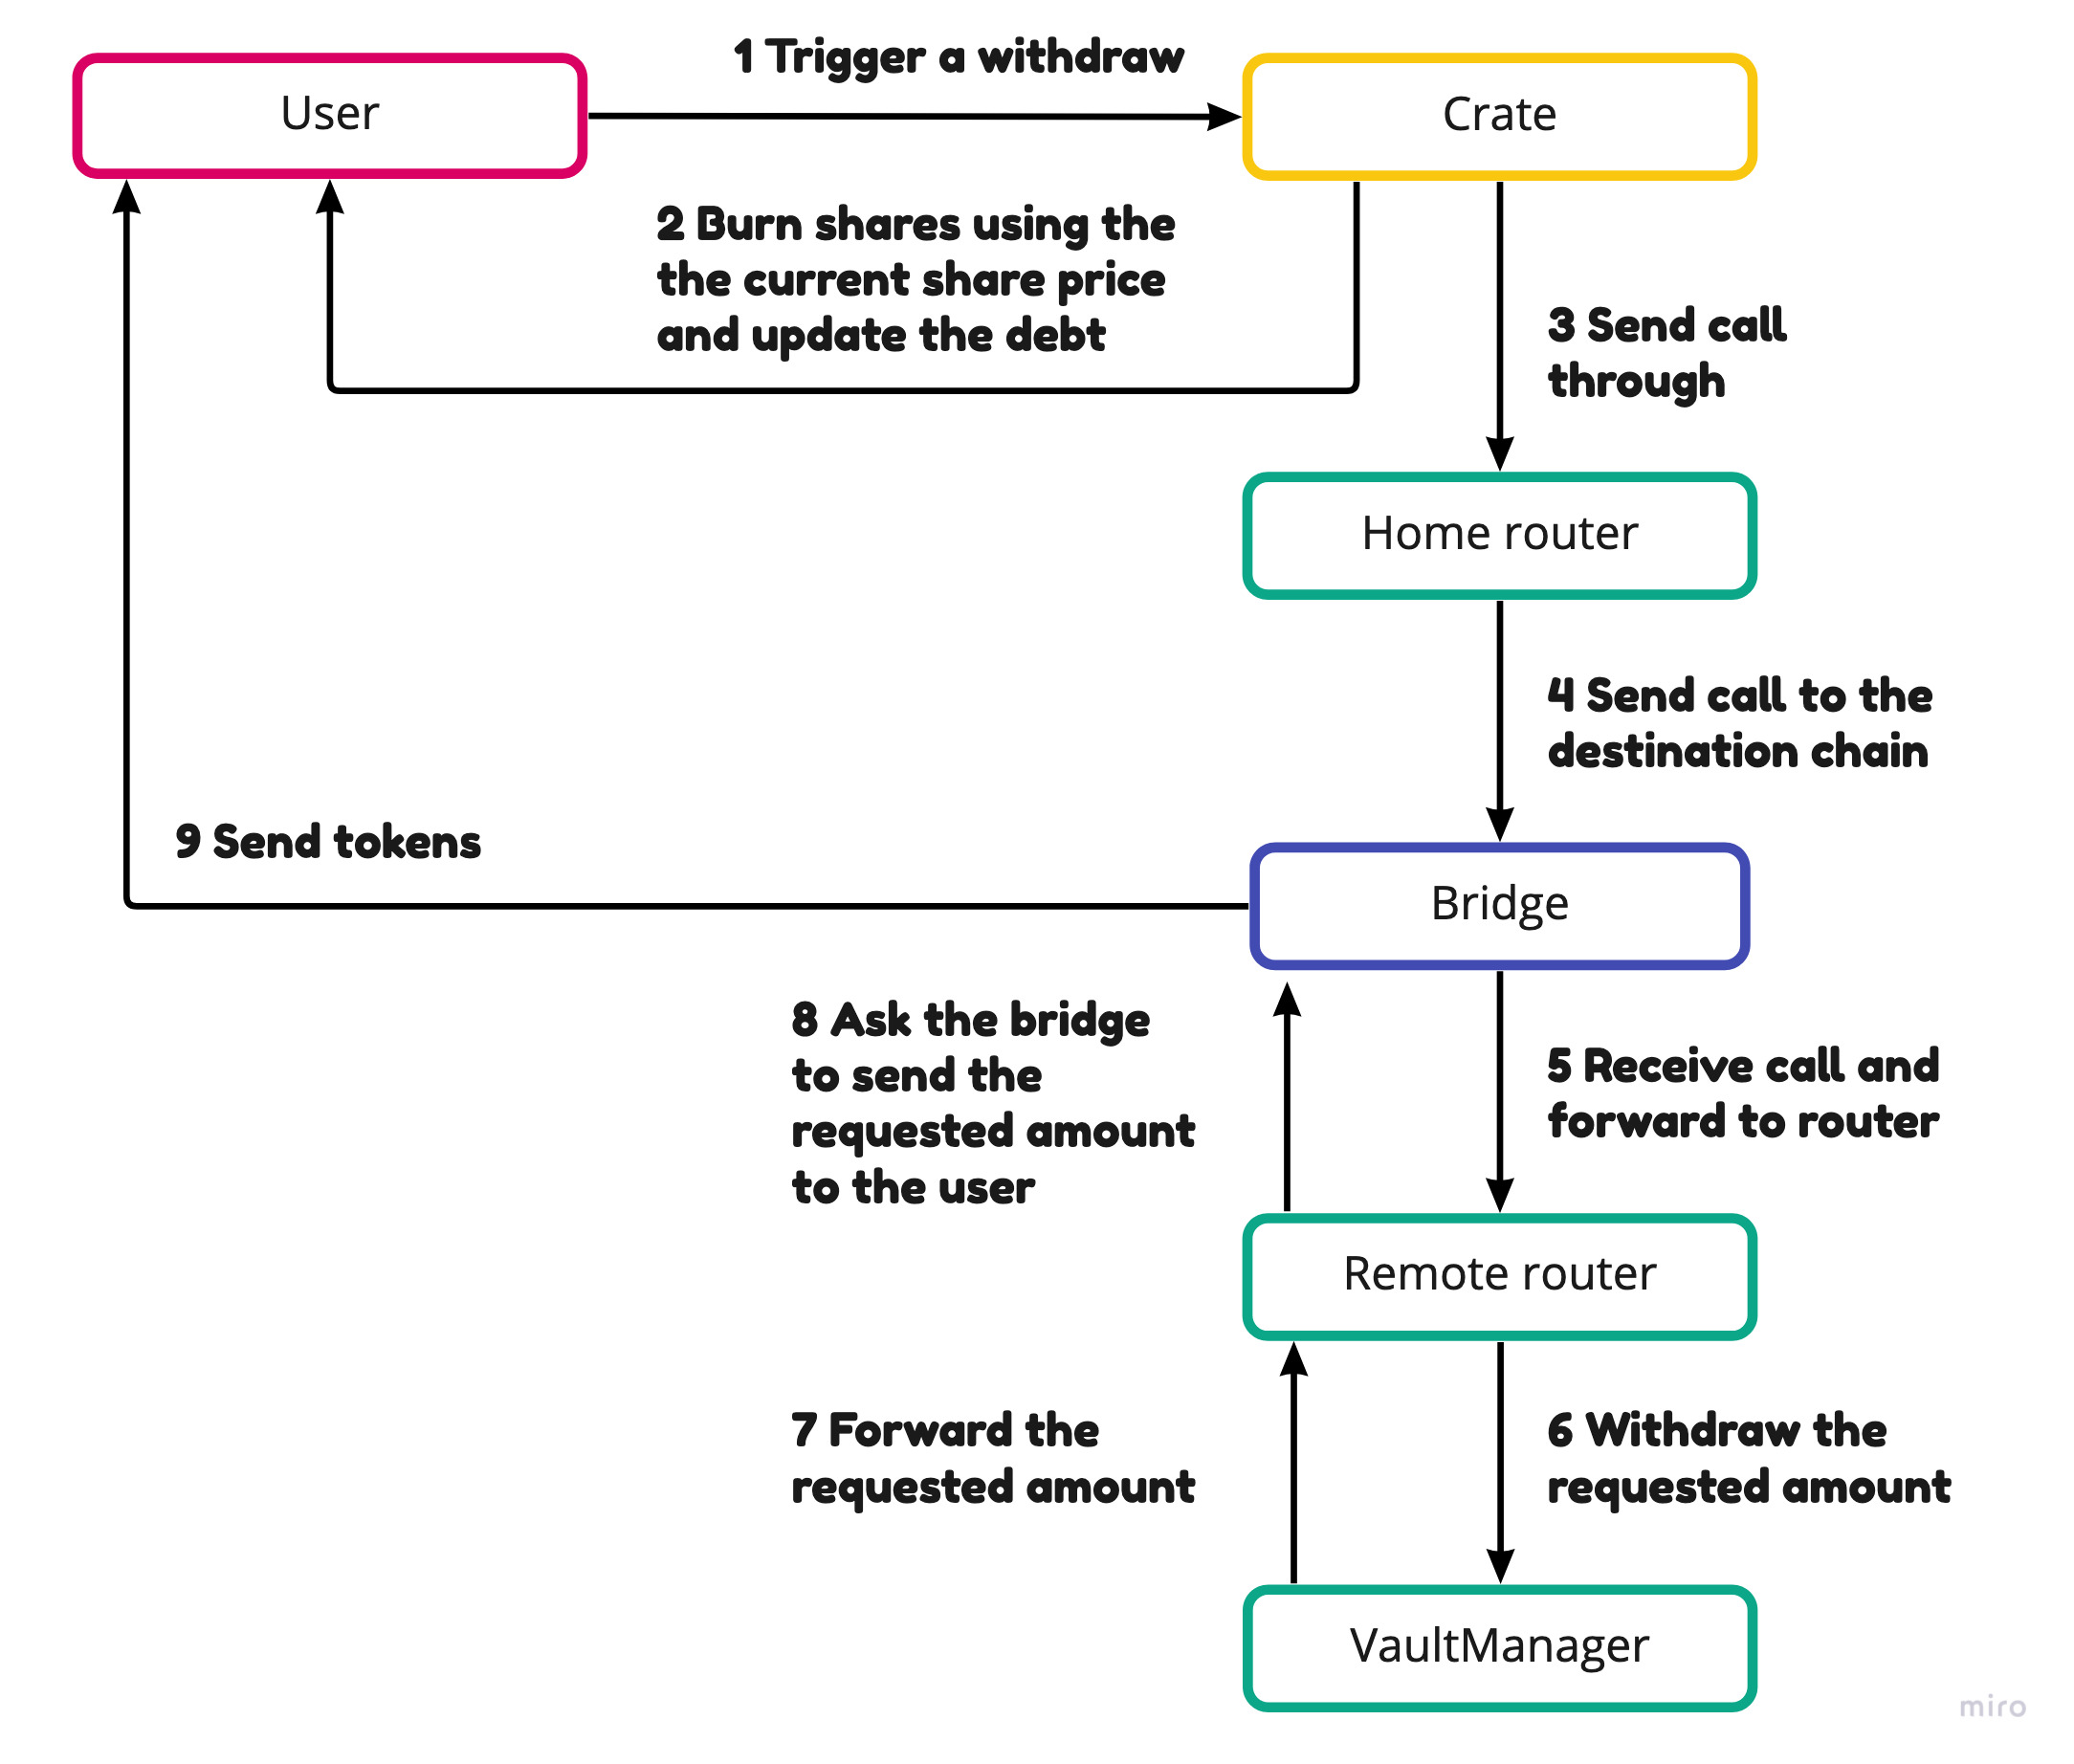 1 Trigger a withdraw
User
Crate
2 Burn shares using the
the current share price
and update the debt
3 Send call
through
Home router
4 Send call to the
destination chain
9 Send tokens
Bridge
8 Ask the bridge
to send the
requested amount
to the user
5 Receive call and
forward to router
Remote router
7 Forward the
requested amount
6 Withdraw the
requested amount
VaultManager
miro